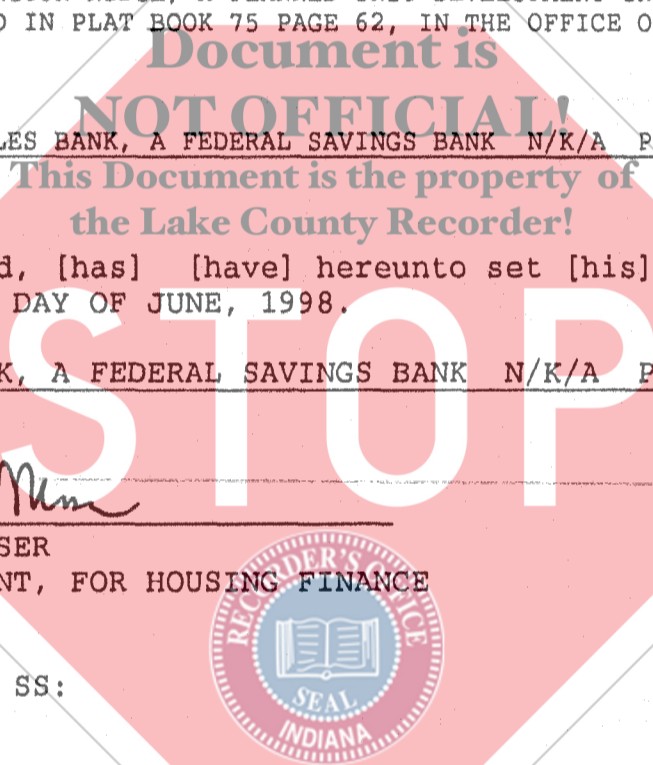 D IN PLAT BOOK 75 PAGE 62, IN THE OFFICE O
Document is
NOT OFFICIAL!
LES BANK, A FEDERAL SAVINGS BANK N/K/A P
This Document is the property of
the Lake County Recorder!
d, [has] [have] hereunto set [his]
DAY OF JUNE, 1998.
STOP
K, A FEDERAL SAVINGS BANK N/K/A P
SER
NT, FOR HOUSING FINANCE
RECORDER'S OFFICE
SEAL
INDIANA
SS: